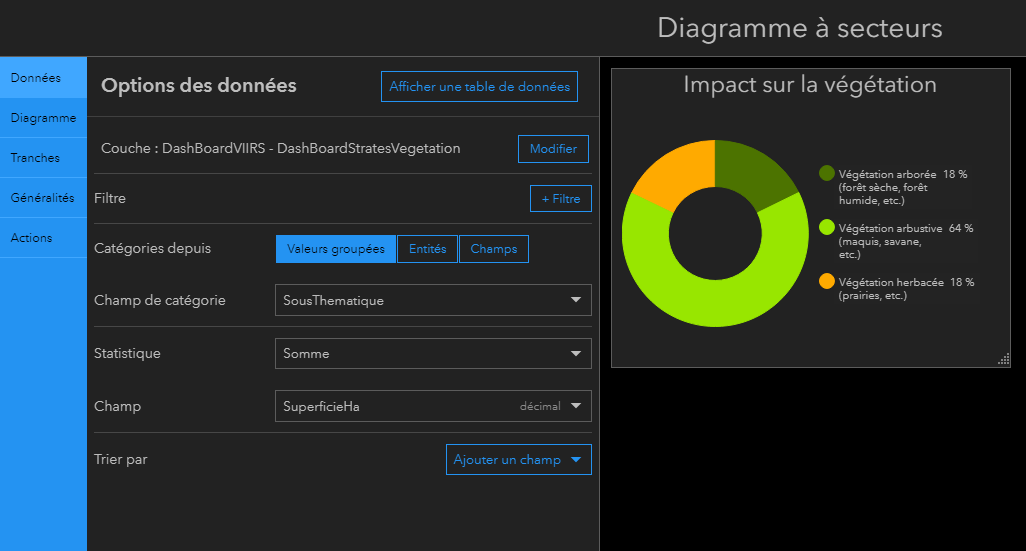 Diagramme à secteurs
Données
Diagramme
Tranches
Généralités
Actions
Options des données
Afficher une table de données
Couche : DashBoardVIIRS - DashBoardStratesVegetation
Modifier
Filtre
+ Filtre
Catégories depuis
Valeurs groupées
Entités
Champs
Champ de catégorie
SousThematique
Statistique
Somme
Champ
SuperficieHa
décimal
Trier par
Ajouter un champ
Impact sur la végétation
Végétation arborée 18 %
(forêt sèche, forêt
humide, etc.)
Végétation arbustive 64 %
(maquis, savane,
etc.)
Végétation herbacée 18 %
(prairies, etc.)